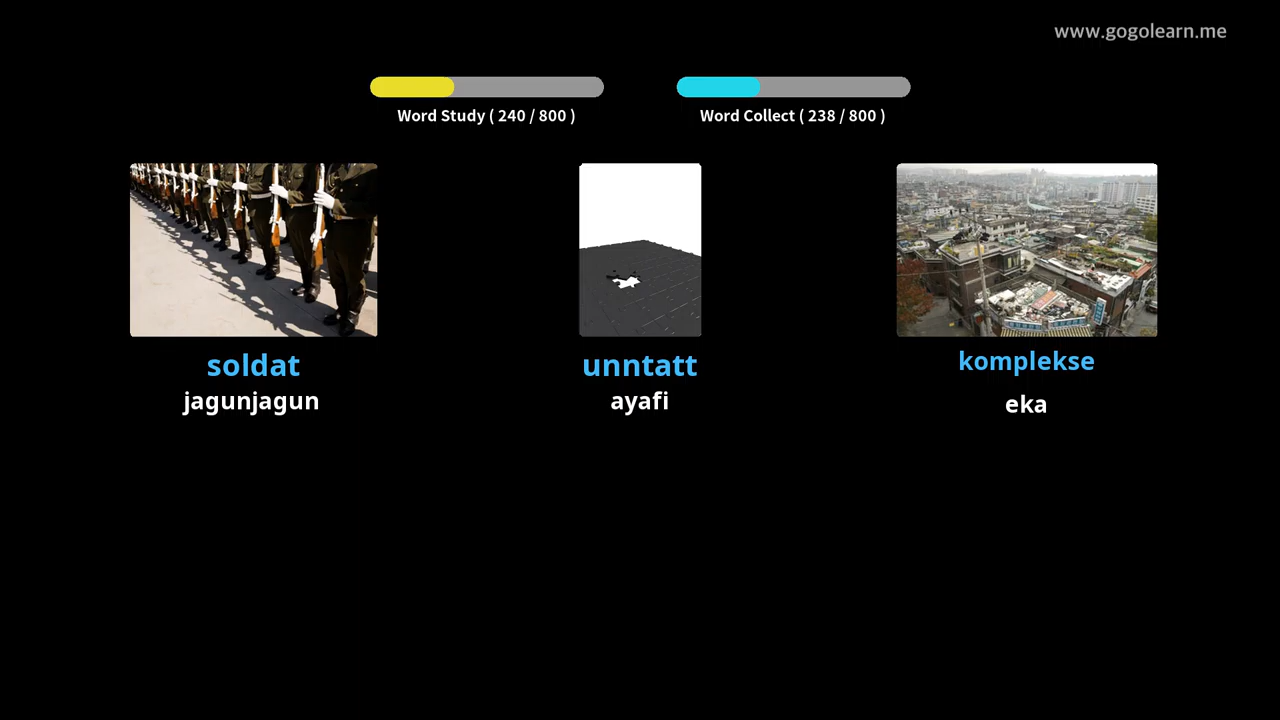 www.gogolearn.me
Word Study ( 240 / 800 )
Word Collect ( 238 / 800 )
soldat
unntatt
komplekse
jagunjagun
ayafi
eka